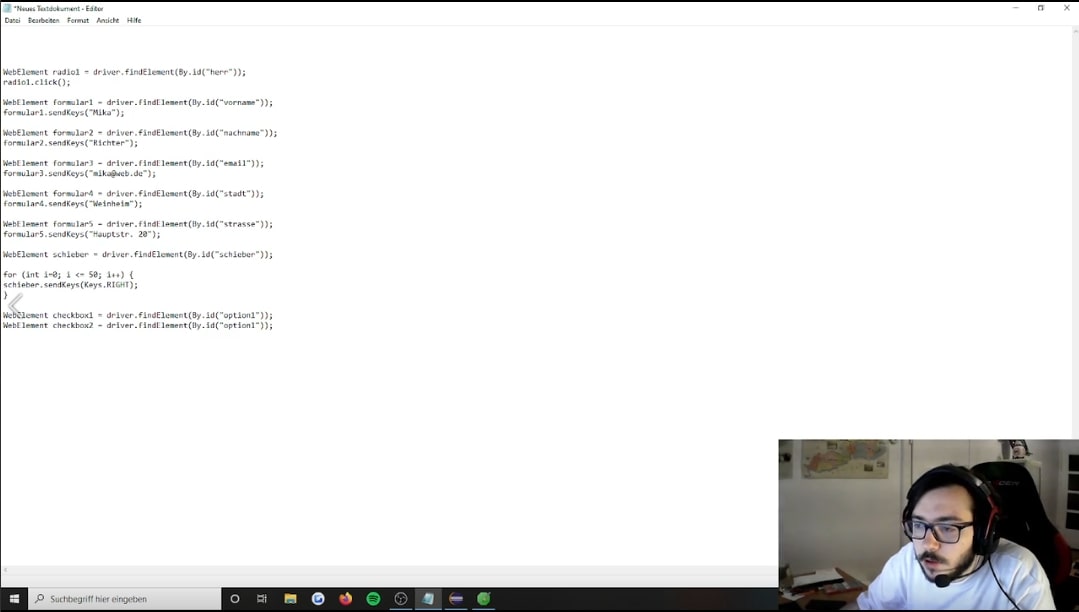 *Neues Textdokument - Editor
Datei Bearbeiten Format Ansicht Hilfe
WebElement radio1 = driver.findElement(By.id("herr"));
radio1.click();
WebElement formular1 = driver.findElement(By.id("vorname"));
formular1.sendKeys("Mika");
WebElement formular2 = driver.findElement(By.id("nachname"));
formular2.sendKeys("Richter");
WebElement formular3 = driver.findElement(By.id("email"));
formular3.sendKeys("mika@web.de");
WebElement formular4 = driver.findElement(By.id("stadt"));
formular4.sendKeys("Weinheim");
WebElement formular5 = driver.findElement(By.id("strasse"));
formular5.sendKeys("Hauptstr. 20");
WebElement schieber = driver.findElement(By.id("schieber"));
for (int i=0; i <= 50; i++) {
schieber.sendKeys(Keys.RIGHT);
}
WebElement checkbox1 = driver.findElement(By.id("option1"));
WebElement checkbox2 = driver.findElement(By.id("option1"));
Suchbegriff hier eingeben